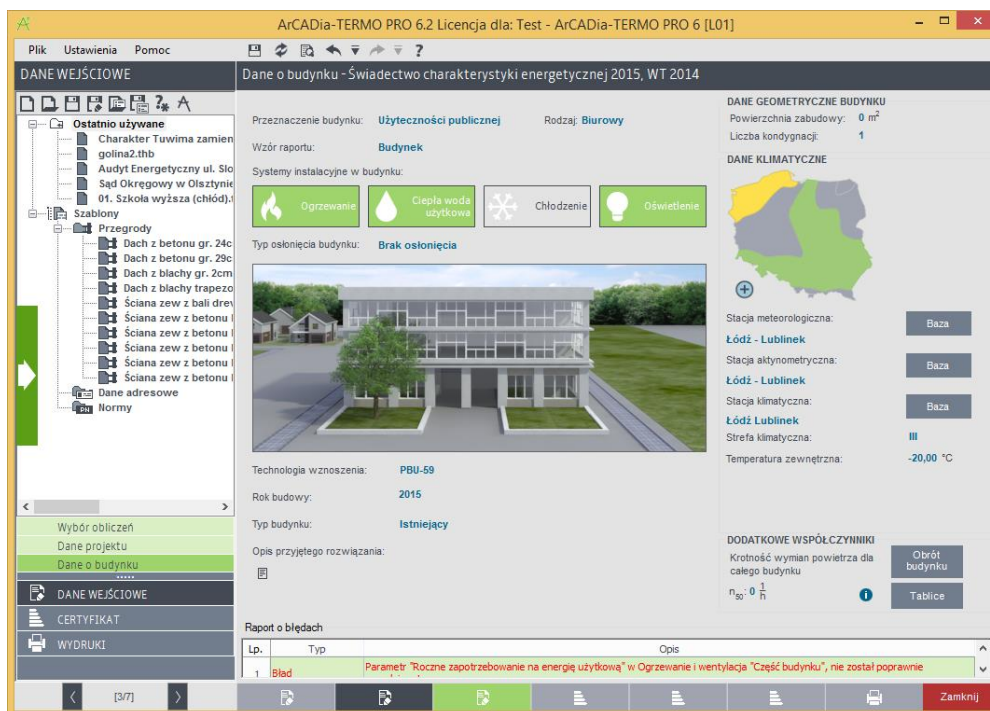 ArCADia-TERMO PRO 6.2 Licencja dla: Test - ArCADia-TERMO PRO 6 [L01]
Plik Ustawienia Pomoc
DANE WEJŚCIOWE
Dane o budynku - Świadectwo charakterystyki energetycznej 2015, WT 2014
Ostatnio używane
Charakter Tuwima zamien
golina2.thb
Audyt Energetyczny ul. Sło
Sąd Okręgowy w Olsztynie
01. Szkoła wyższa (chłód).t
Szablony
Przegrody
Dach z betonu gr. 24c
Dach z betonu gr. 29c
Dach z blachy gr. 2cm
Dach z blachy trapezo
Ściana zew z bali drev
Ściana zew z betonu
Ściana zew z betonu
Ściana zew z betonu
Ściana zew z betonu
Ściana zew z betonu
Dane adresowe
PN Normy
Wybór obliczeń
Dane projektu
Dane o budynku
DANE WEJŚCIOWE
CERTYFIKAT
WYDRUKI
[3/7]
Przeznaczenie budynku: Użyteczności publicznej Rodzaj: Biurowy
Wzór raportu: Budynek
Systemy instalacyjne w budynku:
Ogrzewanie
Ciepła woda
użytkowa
Chłodzenie
Oświetlenie
Typ osłonięcia budynku: Brak osłonięcia
Technologia wznoszenia: PBU-59
Rok budowy: 2015
Typ budynku: Istniejący
Opis przyjętego rozwiązania:
DANE GEOMETRYCZNE BUDYNKU
Powierzchnia zabudowy: 0 m²
Liczba kondygnacji: 1
DANE KLIMATYCZNE
Stacja meteorologiczna:
Baza
Łódź - Lublinek
Stacja aktynometryczna:
Baza
Łódź - Lublinek
Stacja klimatyczna:
Baza
Łódź Lublinek
Strefa klimatyczna: III
Temperatura zewnętrzna: -20,00 °C
DODATKOWE WSPÓŁCZYNNIKI
Krotność wymian powietrza dla
całego budynku
n50: 0 1/h
Obrót
budynku
Tablice
Raport o błędach
Lp. Typ Opis
1 Błąd Parametr "Roczne zapotrzebowanie na energię użytkową" w Ogrzewanie i wentylacja "Część budynku", nie został poprawnie
Zamknij